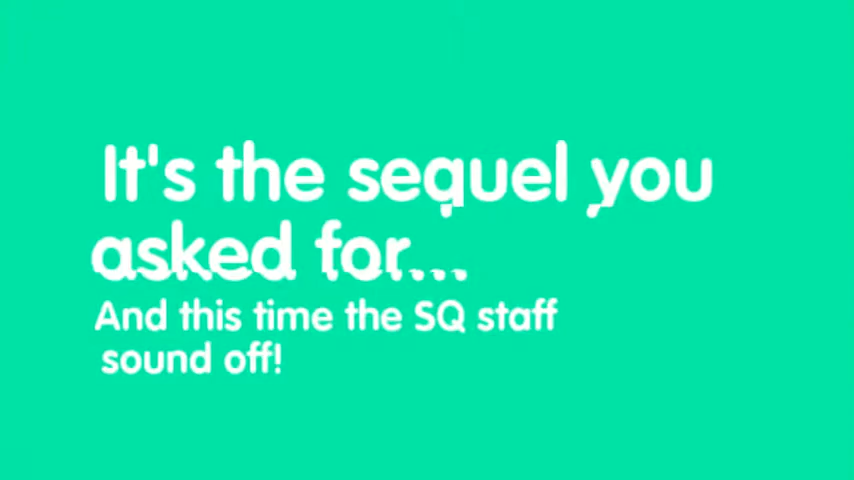 It's the sequel you
asked for...
And this time the SQ staff
sound off!